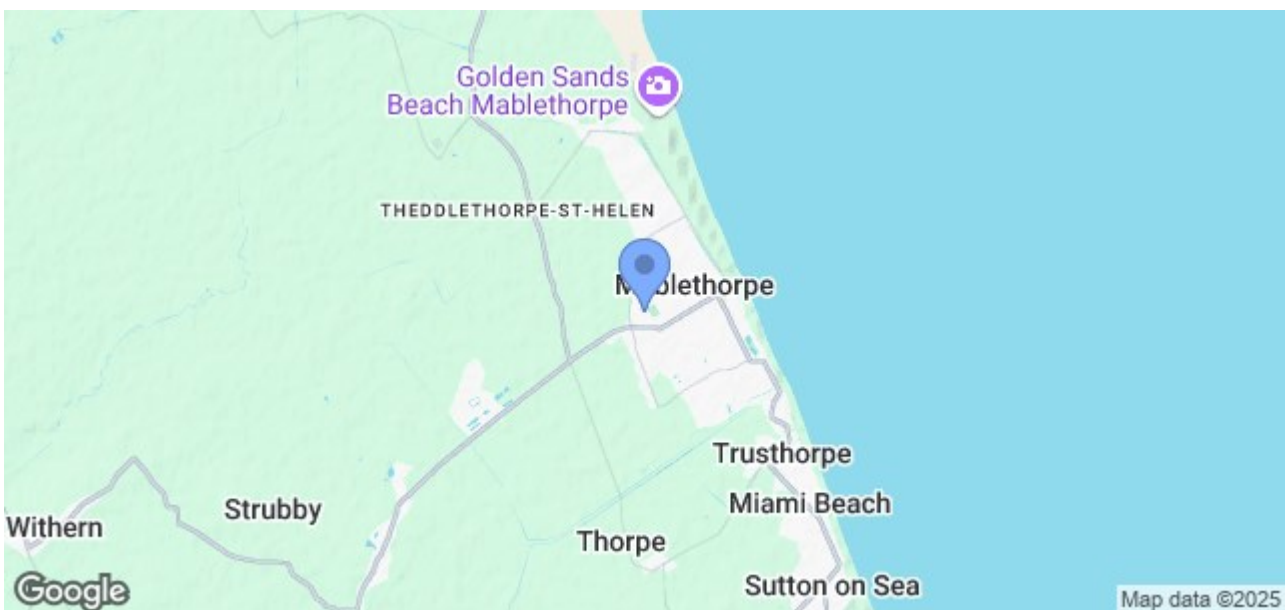 Golden Sands
Beach Mablethorpe
THEDDLETHORPE-ST-HELEN
Mablethorpe
Trusthorpe
Miami Beach
Strubby
Withern
Thorpe
Sutton on Sea
Google
Map data ©2025